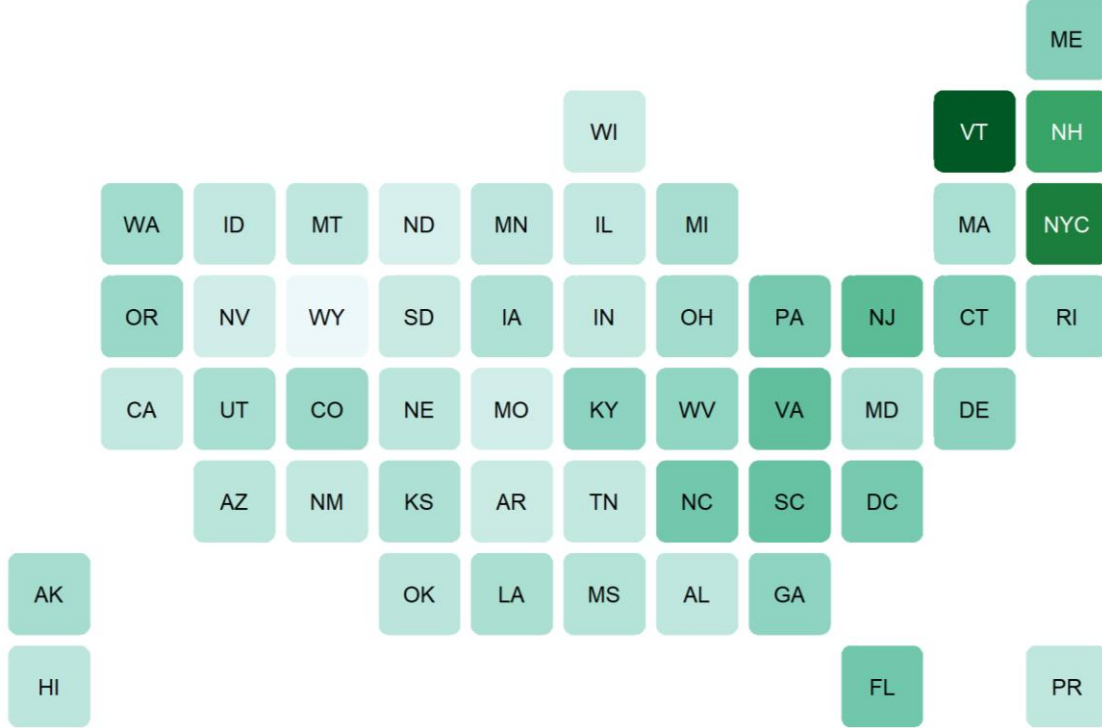 ME
WI VT NH
WA ID MT ND MN IL MI MA NYC
OR NV WY SD IA IN OH PA NJ CT RI
CA UT CO NE MO KY WV VA MD DE
AZ NM KS AR TN NC SC DC
AK OK LA MS AL GA
HI FL PR